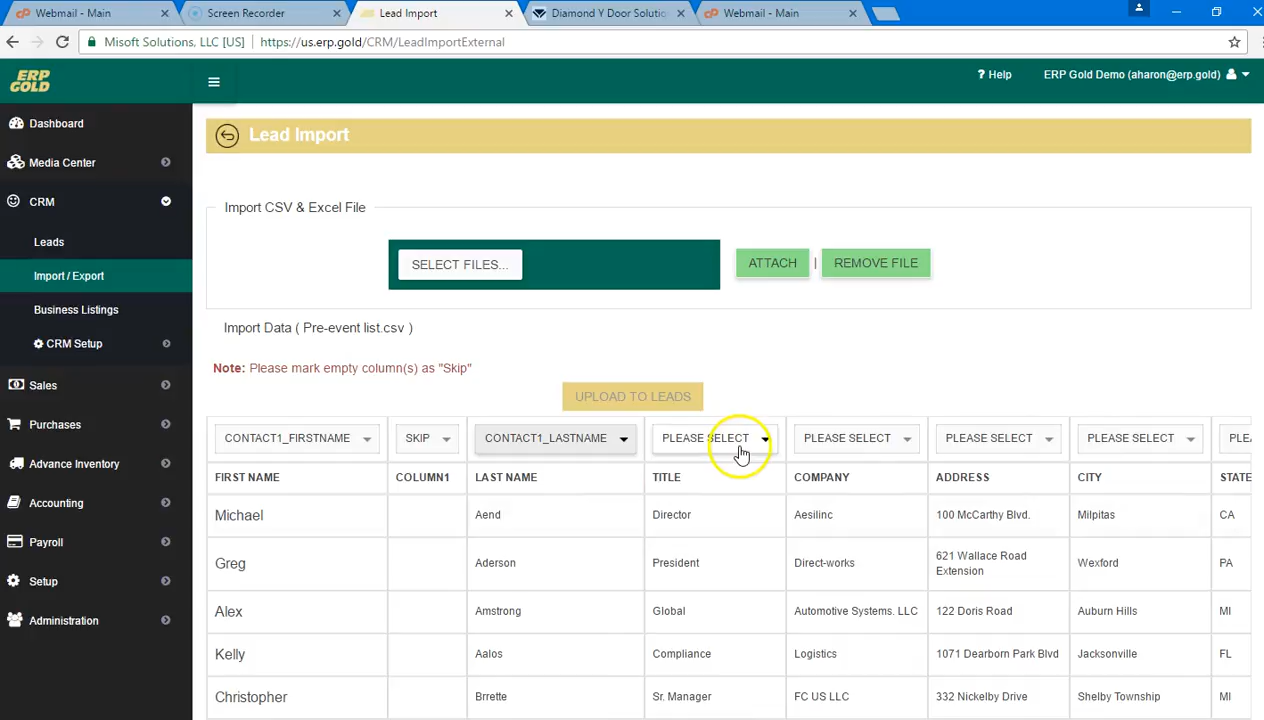 Webmail - Main
Screen Recorder
Lead Import
Diamond Y Door Soluti
Webmail - Main
Misoft Solutions, LLC [US]
https://us.erp.gold/CRM/LeadImportExternal
ERP
GOLD
? Help
ERP Gold Demo (aharon@erp.gold)
Dashboard
Media Center
CRM
Leads
Import / Export
Business Listings
CRM Setup
Sales
Purchases
Advance Inventory
Accounting
Payroll
Setup
Administration
Lead Import
Import CSV & Excel File
SELECT FILES...
ATTACH | REMOVE FILE
Import Data ( Pre-event list.csv )
Note: Please mark empty column(s) as "Skip"
UPLOAD TO LEADS
CONTACT1_FIRSTNAME SKIP CONTACT1_LASTNAME PLEASE SELECT PLEASE SELECT PLEASE SELECT PLEASE SELECT PLE
FIRST NAME COLUMN1 LAST NAME TITLE COMPANY ADDRESS CITY STATE
Michael Aend Director Aesilinc 100 McCarthy Blvd. Milpitas CA
Greg Aderson President Direct-works 621 Wallace Road Extension Wexford PA
Alex Amstrong Global Automotive Systems. LLC 122 Doris Road Auburn Hills MI
Kelly Aalos Compliance Logistics 1071 Dearborn Park Blvd Jacksonville FL
Christopher Brrette Sr. Manager FC US LLC 332 Nickelby Drive Shelby Township MI